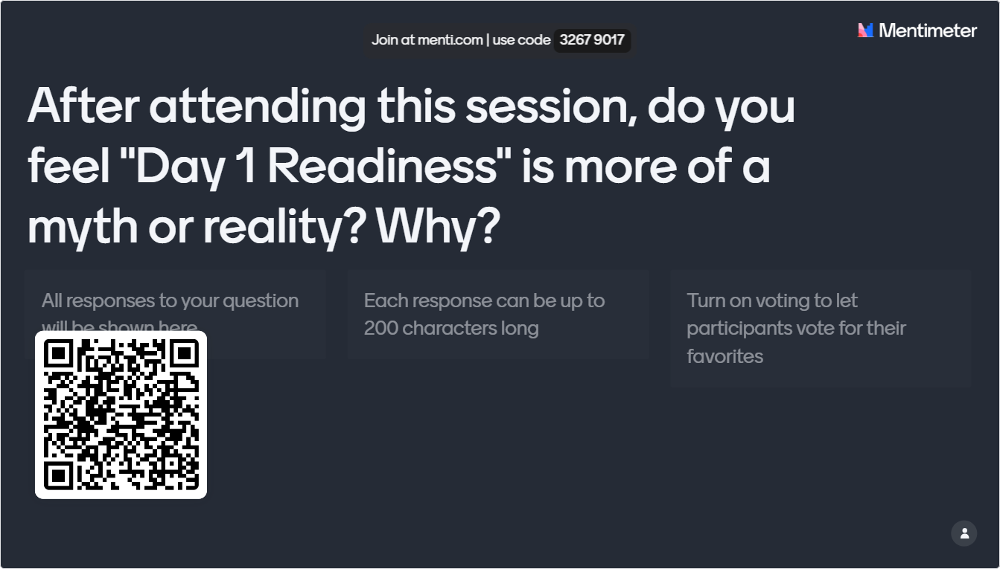 Join at menti.com | use code 3267 9017
Mentimeter
After attending this session, do you
feel "Day 1 Readiness" is more of a
myth or reality? Why?
All responses to your question
will be shown here
Each response can be up to
200 characters long
Turn on voting to let
participants vote for their
favorites